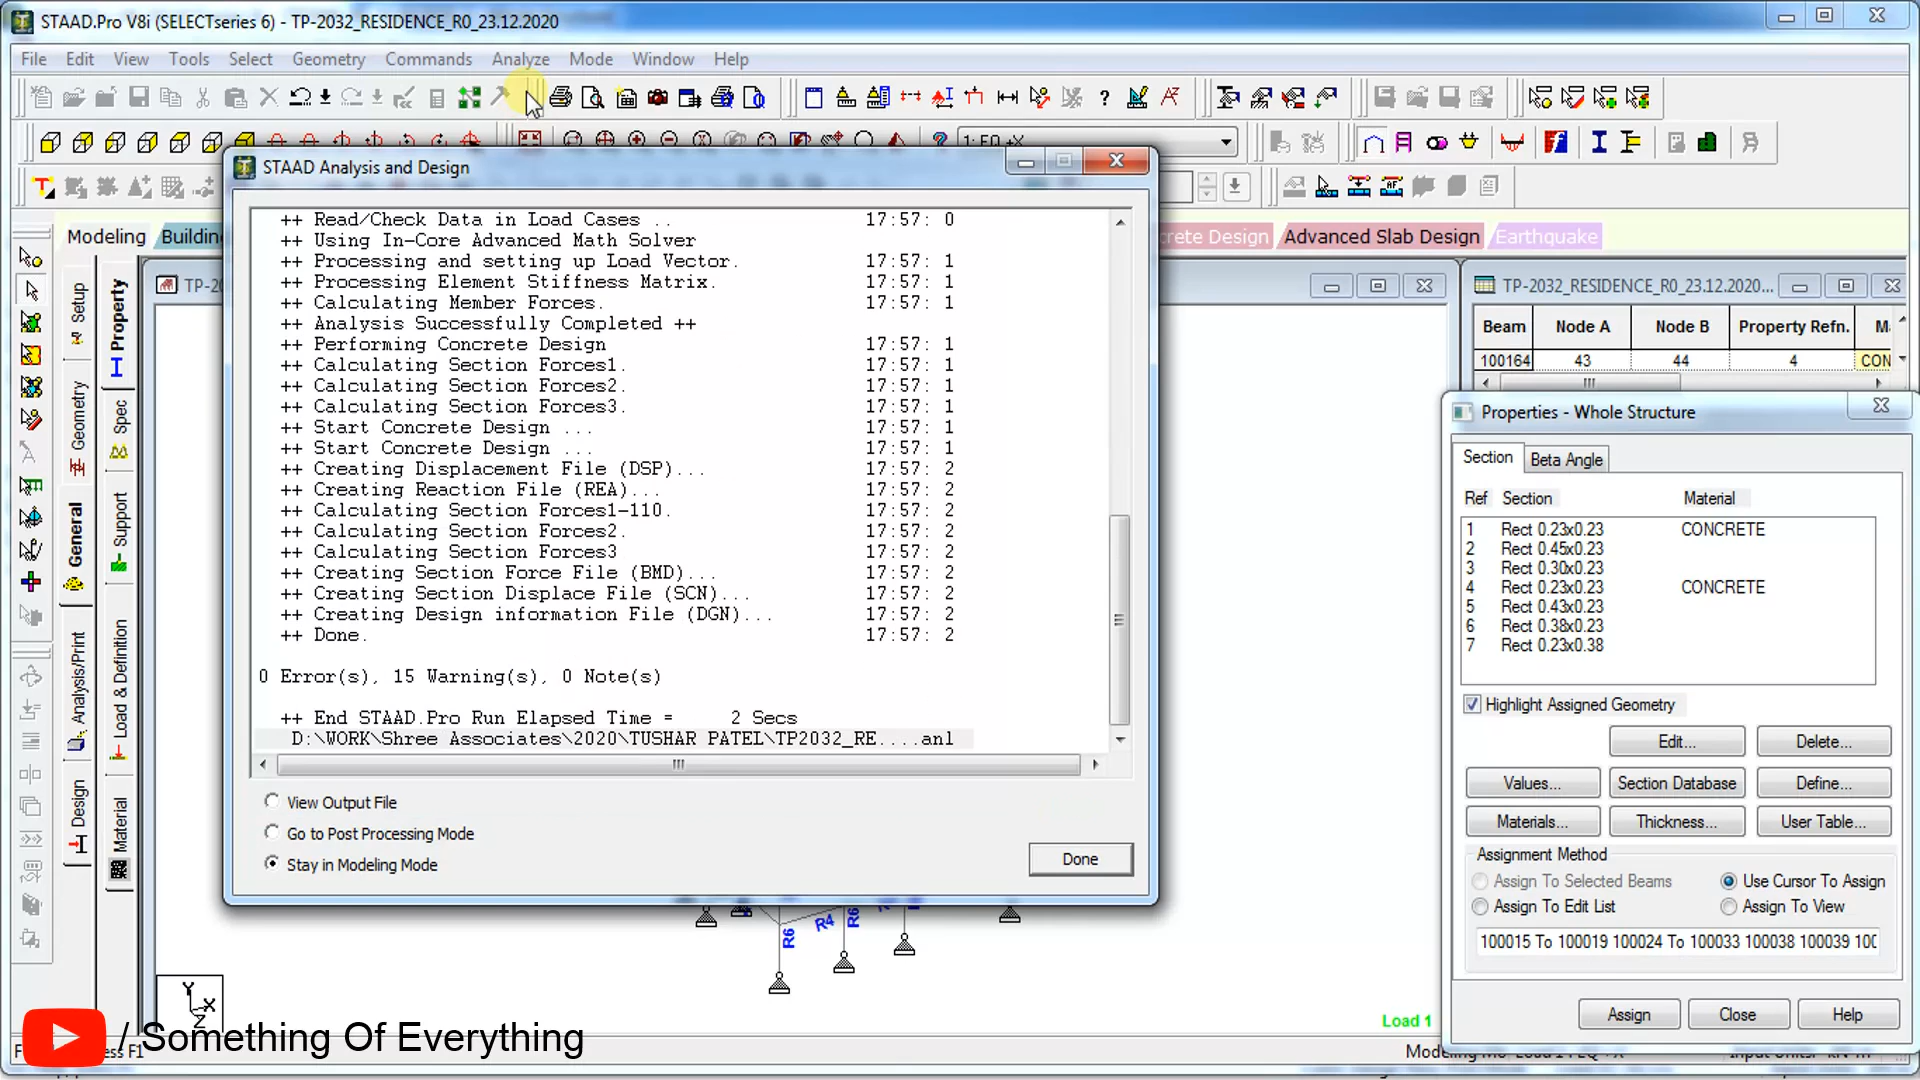 STAAD.Pro V8i (SELECTseries 6) - TP-2032_RESIDENCE_R0_23.12.2020
File Edit View Tools Select Geometry Commands Analyze Mode Window Help
1: EQ +X
STAAD Analysis and Design
Modeling
Building
crete Design
Advanced Slab Design
Earthquake
++ Read/Check Data in Load Cases .. 17:57: 0
++ Using In-Core Advanced Math Solver
++ Processing and setting up Load Vector. 17:57: 1
++ Processing Element Stiffness Matrix. 17:57: 1
++ Calculating Member Forces. 17:57: 1
++ Analysis Successfully Completed ++
++ Performing Concrete Design 17:57: 1
++ Calculating Section Forces1. 17:57: 1
++ Calculating Section Forces2. 17:57: 1
++ Calculating Section Forces3. 17:57: 1
++ Start Concrete Design ... 17:57: 1
++ Start Concrete Design ... 17:57: 1
++ Creating Displacement File (DSP)... 17:57: 2
++ Creating Reaction File (REA)... 17:57: 2
++ Calculating Section Forces1-110. 17:57: 2
++ Calculating Section Forces2. 17:57: 2
++ Calculating Section Forces3 17:57: 2
++ Creating Section Force File (BMD)... 17:57: 2
++ Creating Section Displace File (SCN)... 17:57: 2
++ Creating Design information File (DGN)... 17:57: 2
++ Done. 17:57: 2
0 Error(s), 15 Warning(s), 0 Note(s)
++ End STAAD.Pro Run Elapsed Time = 2 Secs
D:\WORK\Shree Associates\2020\TUSHAR PATEL\TP2032_RE....anl
View Output File
Go to Post Processing Mode
Stay in Modeling Mode
Done
Setup
Geometry
General
Analysis/Print
Design
Property
Spec
Support
Load & Definition
Material
TP-20
TP-2032_RESIDENCE_R0_23.12.2020...
Beam Node A Node B Property Refn.
100164 43 44 4 CON
Properties - Whole Structure
Section Beta Angle
Ref Section Material
1 Rect 0.23x0.23 CONCRETE
2 Rect 0.45x0.23
3 Rect 0.30x0.23
4 Rect 0.23x0.23 CONCRETE
5 Rect 0.43x0.23
6 Rect 0.38x0.23
7 Rect 0.23x0.38
Highlight Assigned Geometry
Edit... Delete...
Values... Section Database Define...
Materials... Thickness... User Table...
Assignment Method
Assign To Selected Beams Use Cursor To Assign
Assign To Edit List Assign To View
100015 To 100019 100024 To 100033 100038 100039 100
Assign Close Help
R6
R4
R6
Y
X
Z
Load 1
/ Something Of Everything